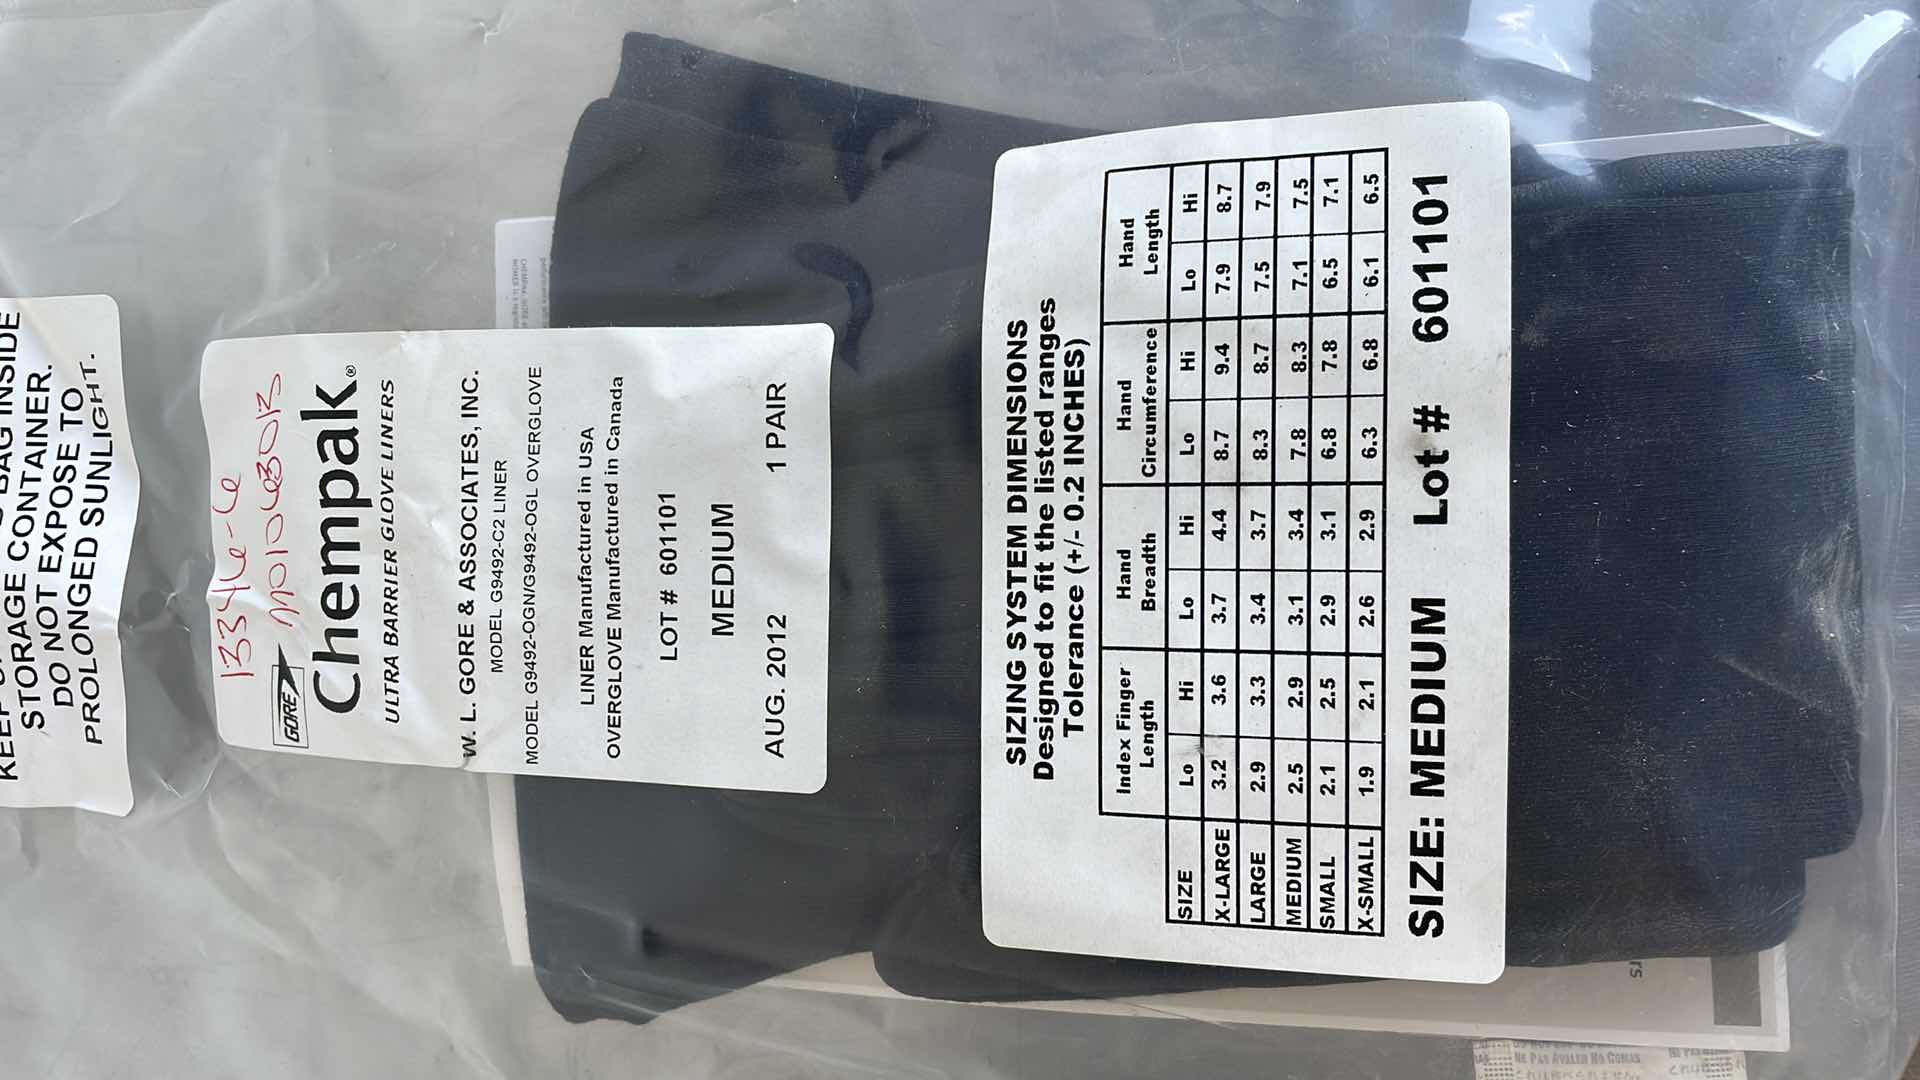 BAG INSIDE
STORAGE CONTAINER.
DO NOT EXPOSE TO
PROLONGED SUNLIGHT.
GORE
Chempak®
ULTRA BARRIER GLOVE LINERS
W. L. GORE & ASSOCIATES, INC.
MODEL G9492-C2 LINER
MODEL G9492-OGN/G9492-OGL OVERGLOVE
LINER Manufactured in USA
OVERGLOVE Manufactured in Canada
LOT # 601101
MEDIUM
AUG. 2012 1 PAIR
SIZING SYSTEM DIMENSIONS
Designed to fit the listed ranges
Tolerance (+/- 0.2 INCHES)
Index Finger Length Hand Breadth Hand Circumference Hand Length
SIZE Lo Hi Lo Hi Lo Hi Lo Hi
X-LARGE 3.2 3.6 3.7 4.4 8.7 9.4 7.9 8.7
LARGE 2.9 3.3 3.4 3.7 8.3 8.7 7.5 7.9
MEDIUM 2.5 2.9 3.1 3.4 7.8 8.3 7.1 7.5
SMALL 2.1 2.5 2.9 3.1 6.8 7.8 6.5 7.1
X-SMALL 1.9 2.1 2.6 2.9 6.3 6.8 6.1 6.5
SIZE: MEDIUM Lot # 601101
rs
NE PAS AVALER NO COMAS